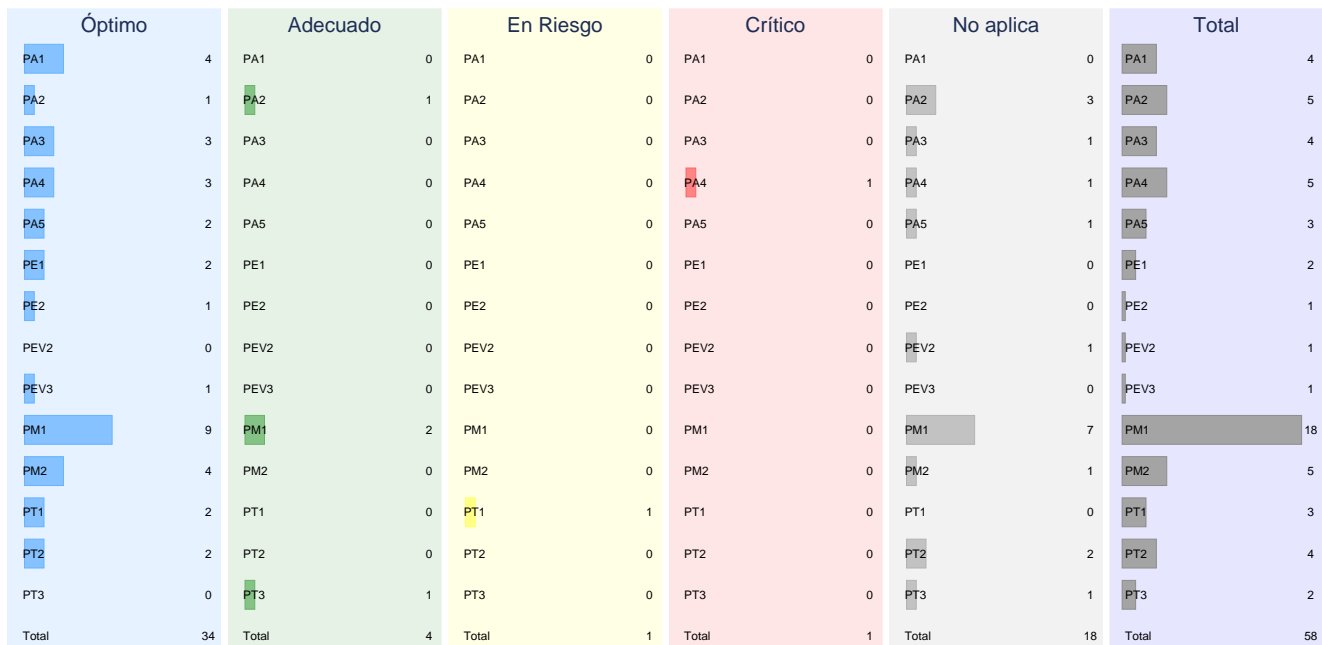 Óptimo Adecuado En Riesgo Crítico No aplica Total
PA1 4 PA1 0 PA1 0 PA1 0 PA1 0 PA1 4
PA2 1 PA2 1 PA2 0 PA2 0 PA2 3 PA2 5
PA3 3 PA3 0 PA3 0 PA3 0 PA3 1 PA3 4
PA4 3 PA4 0 PA4 0 PA4 1 PA4 1 PA4 5
PA5 2 PA5 0 PA5 0 PA5 0 PA5 1 PA5 3
PE1 2 PE1 0 PE1 0 PE1 0 PE1 0 PE1 2
PE2 1 PE2 0 PE2 0 PE2 0 PE2 0 PE2 1
PEV2 0 PEV2 0 PEV2 0 PEV2 0 PEV2 1 PEV2 1
PEV3 1 PEV3 0 PEV3 0 PEV3 0 PEV3 0 PEV3 1
PM1 9 PM1 2 PM1 0 PM1 0 PM1 7 PM1 18
PM2 4 PM2 0 PM2 0 PM2 0 PM2 1 PM2 5
PT1 2 PT1 0 PT1 1 PT1 0 PT1 0 PT1 3
PT2 2 PT2 0 PT2 0 PT2 0 PT2 2 PT2 4
PT3 0 PT3 1 PT3 0 PT3 0 PT3 1 PT3 2
Total 34 Total 4 Total 1 Total 1 Total 18 Total 58